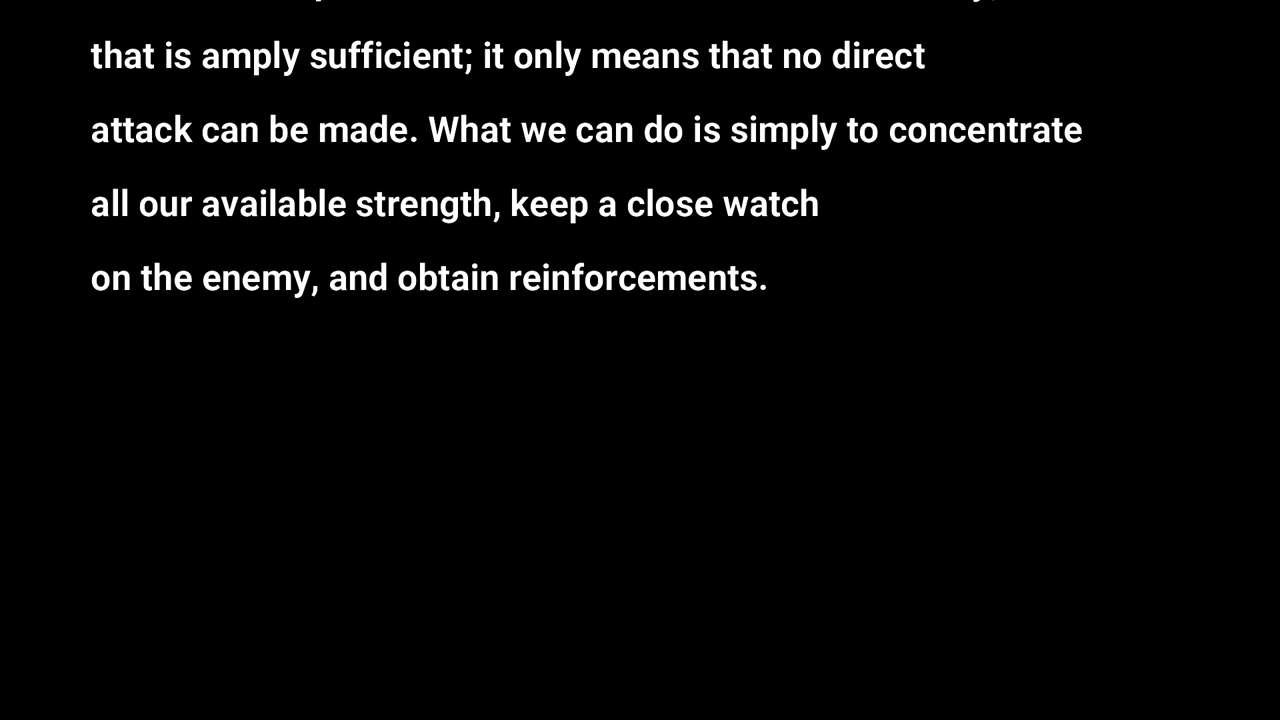 that is amply sufficient; it only means that no direct
attack can be made. What we can do is simply to concentrate
all our available strength, keep a close watch
on the enemy, and obtain reinforcements.